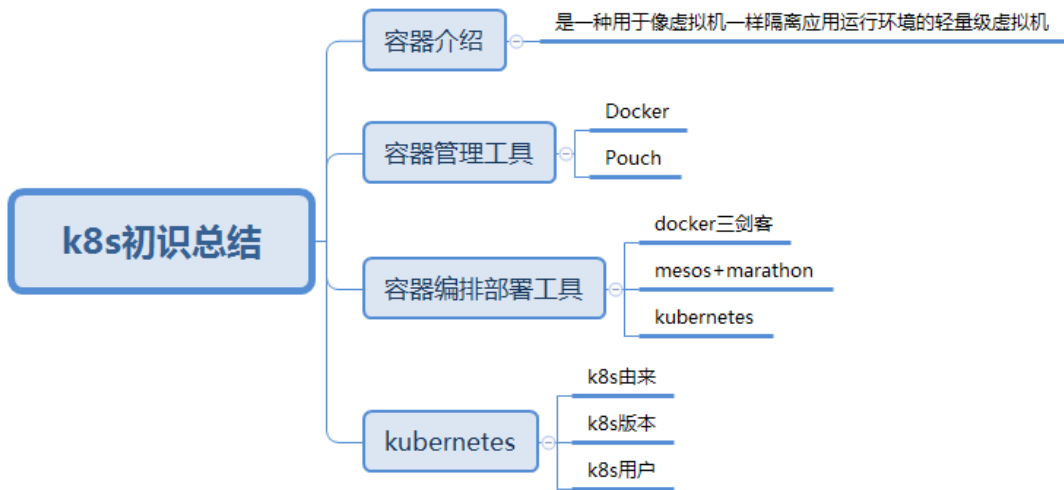 k8s初识总结
容器介绍
是一种用于像虚拟机一样隔离应用运行环境的轻量级虚拟机
容器管理工具
Docker
Pouch
容器编排部署工具
docker三剑客
mesos+marathon
kubernetes
kubernetes
k8s由来
k8s版本
k8s用户